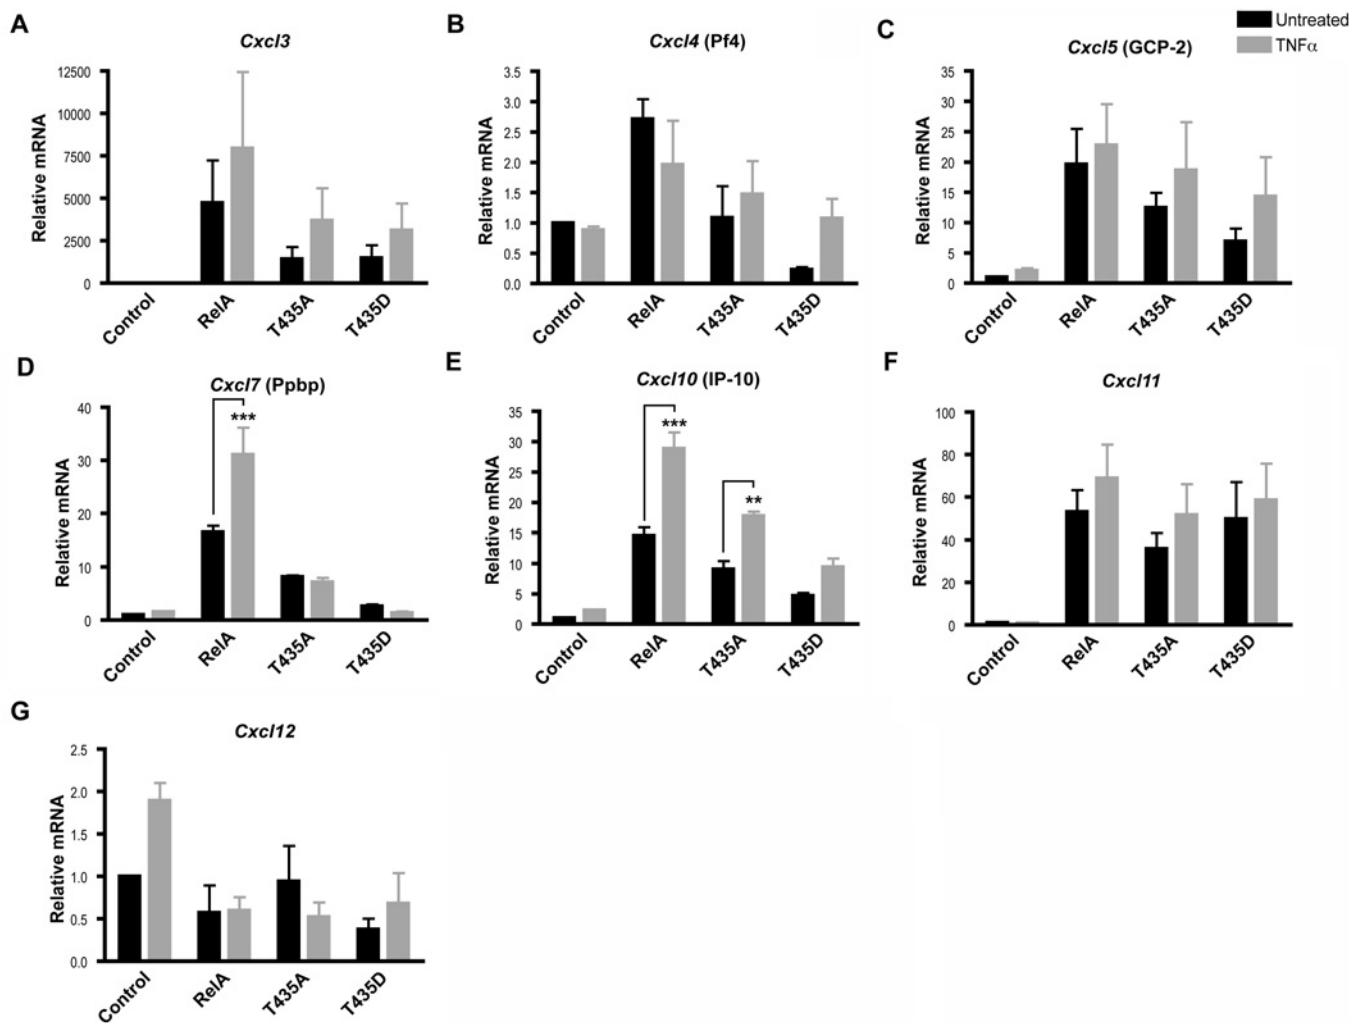 A
Cxcl3
Relative mRNA
12500
10000
7500
5000
2500
0
Control
RelA
T435A
T435D
B
Cxcl4 (Pf4)
Relative mRNA
3.5
3.0
2.5
2.0
1.5
1.0
0.5
0.0
Control
RelA
T435A
T435D
C
Cxcl5 (GCP-2)
Untreated
TNFα
Relative mRNA
35
30
25
20
15
10
5
0
Control
RelA
T435A
T435D
D
Cxcl7 (Ppbp)
***
Relative mRNA
40
30
20
10
0
Control
RelA
T435A
T435D
E
Cxcl10 (IP-10)
***
**
Relative mRNA
35
30
25
20
15
10
5
0
Control
RelA
T435A
T435D
F
Cxcl11
Relative mRNA
100
80
60
40
20
0
Control
RelA
T435A
T435D
G
Cxcl12
Relative mRNA
2.5
2.0
1.5
1.0
0.5
0.0
Control
RelA
T435A
T435D